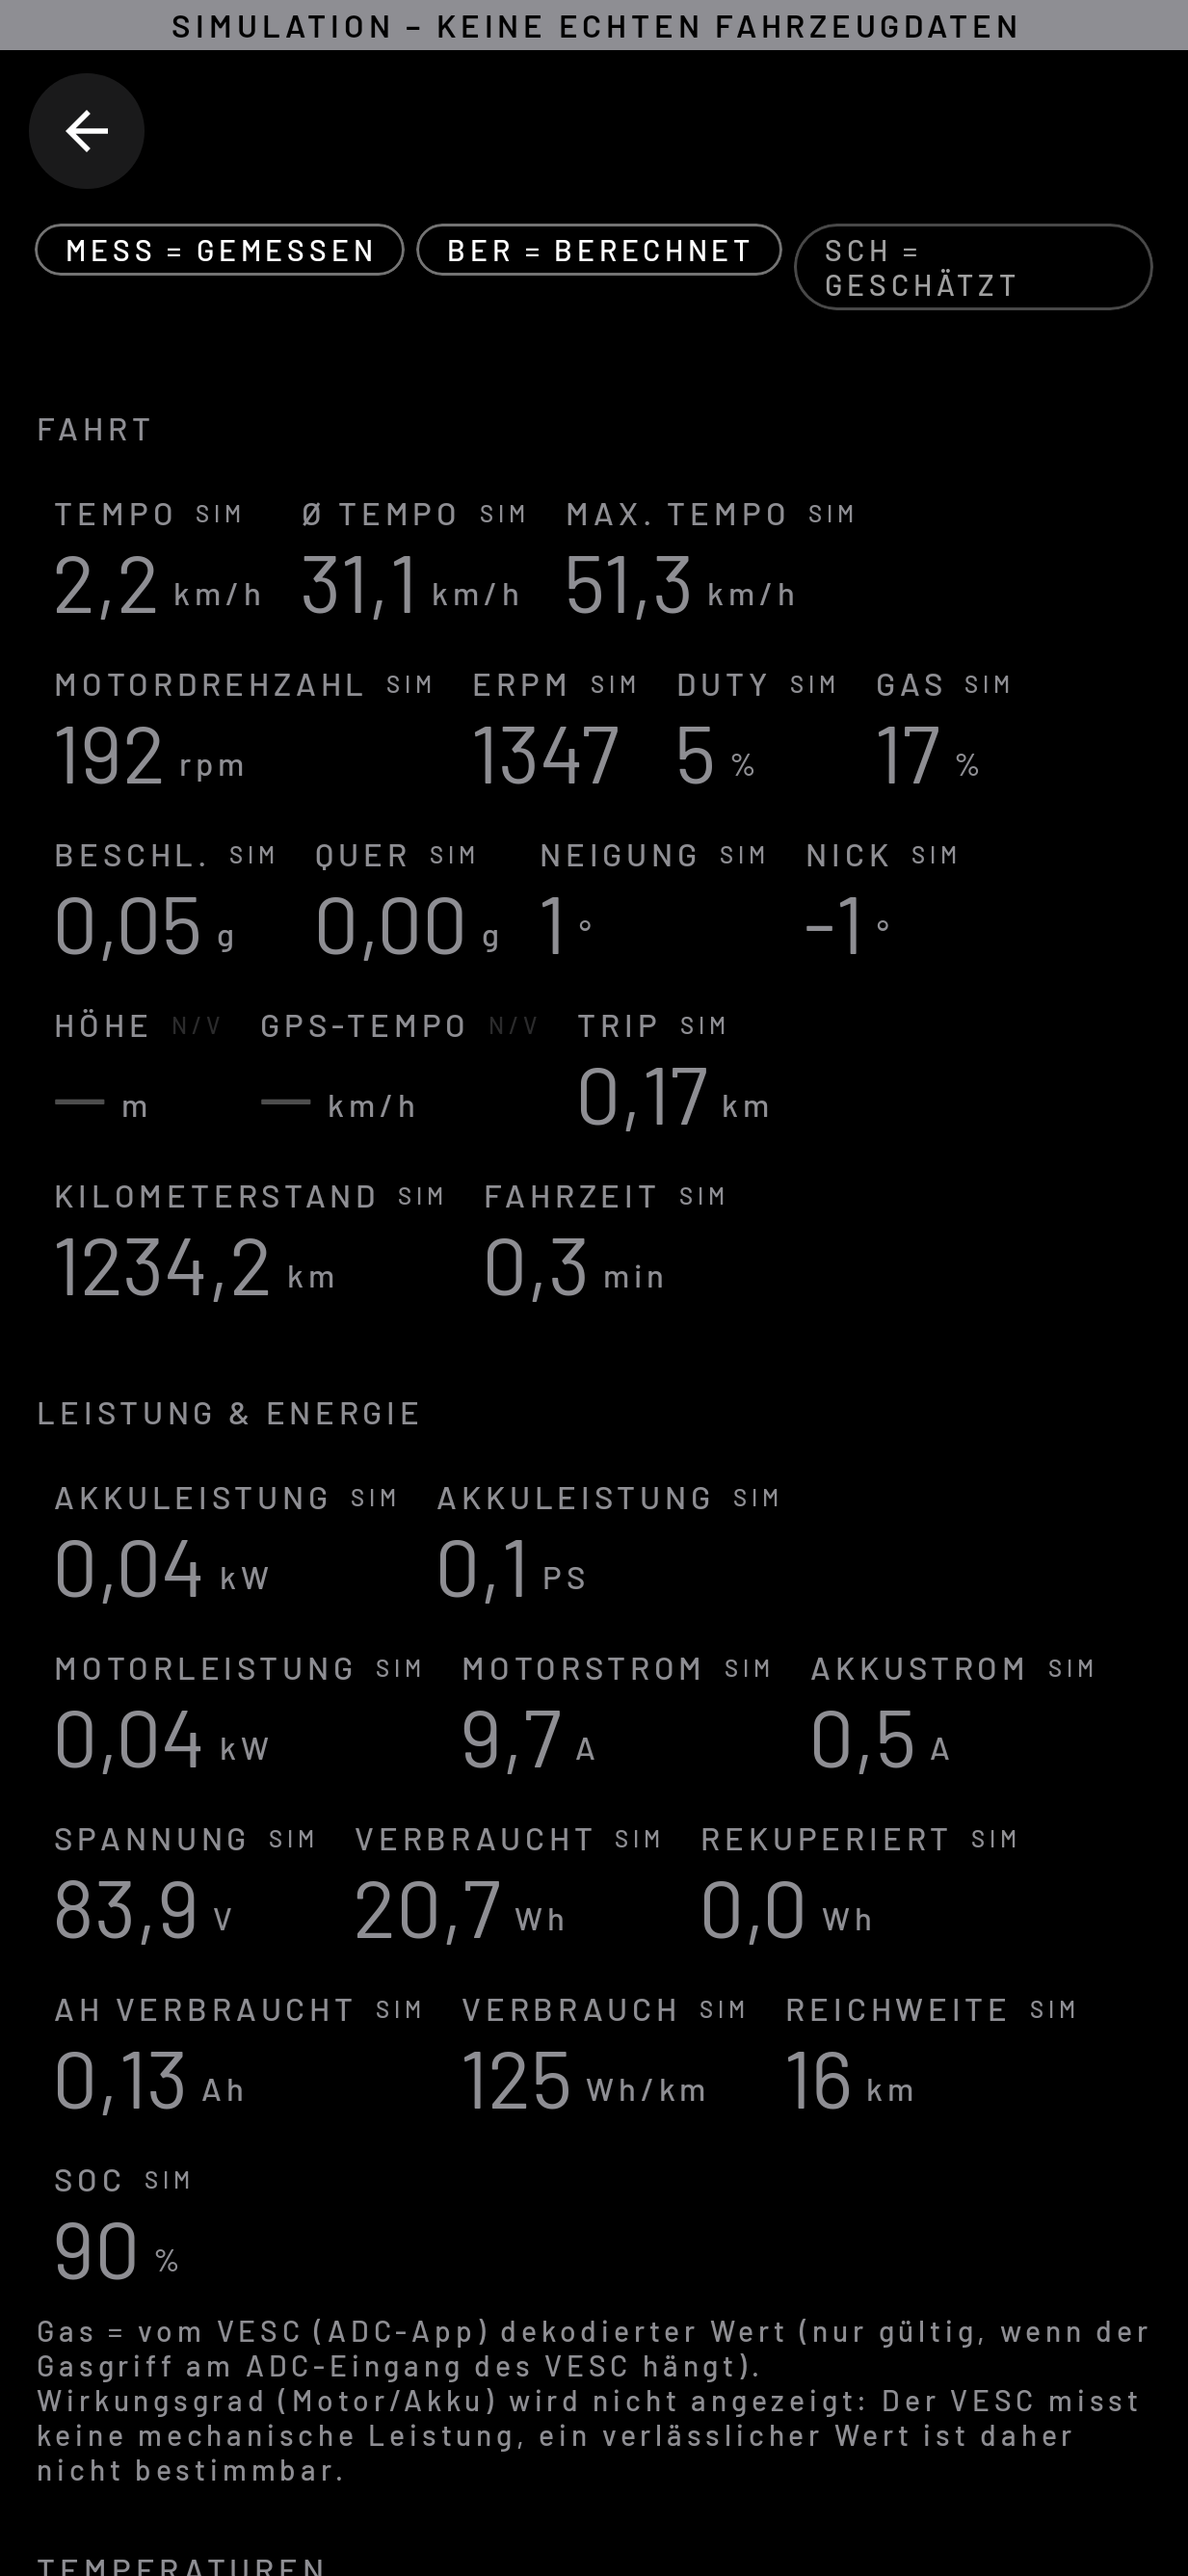 SIMULATION – KEINE ECHTEN FAHRZEUGDATEN
MESS = GEMESSEN
BER = BERECHNET
SCH =
GESCHÄTZT
FAHRT
TEMPO SIM Ø TEMPO SIM MAX. TEMPO SIM
2,2 km/h 31,1 km/h 51,3 km/h
MOTORDREHZAHL SIM ERPM SIM DUTY SIM GAS SIM
192 rpm 1347 5 % 17 %
BESCHL. SIM QUER SIM NEIGUNG SIM NICK SIM
0,05 g 0,00 g 1 ° -1 °
HÖHE N/V GPS-TEMPO N/V TRIP SIM
— m — km/h 0,17 km
KILOMETERSTAND SIM FAHRZEIT SIM
1234,2 km 0,3 min
LEISTUNG & ENERGIE
AKKULEISTUNG SIM AKKULEISTUNG SIM
0,04 kW 0,1 PS
MOTORLEISTUNG SIM MOTORSTROM SIM AKKUSTROM SIM
0,04 kW 9,7 A 0,5 A
SPANNUNG SIM VERBRAUCHT SIM REKUPERIERT SIM
83,9 V 20,7 Wh 0,0 Wh
AH VERBRAUCHT SIM VERBRAUCH SIM REICHWEITE SIM
0,13 Ah 125 Wh/km 16 km
SOC SIM
90 %
Gas = vom VESC (ADC-App) dekodierter Wert (nur gültig, wenn der
Gasgriff am ADC-Eingang des VESC hängt).
Wirkungsgrad (Motor/Akku) wird nicht angezeigt: Der VESC misst
keine mechanische Leistung, ein verlässlicher Wert ist daher
nicht bestimmbar.
TEMPERATUREN